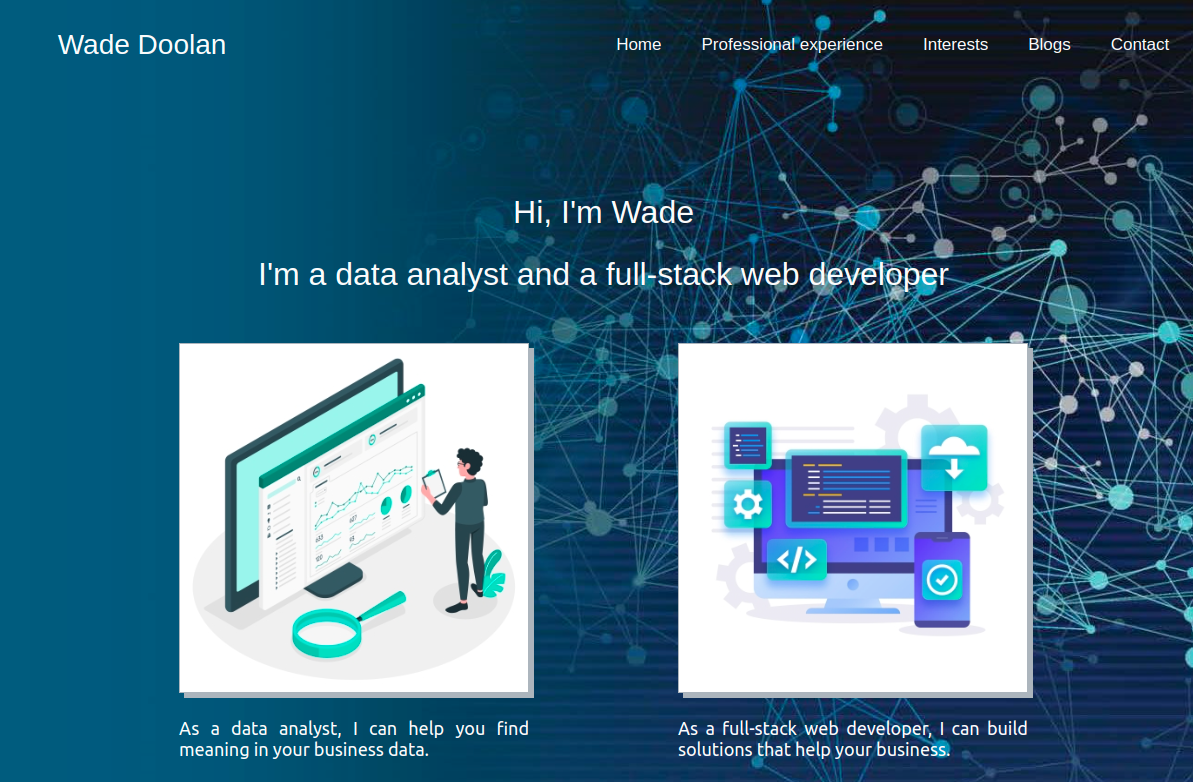 Wade Doolan
Home Professional experience Interests Blogs Contact
Hi, I'm Wade
I'm a data analyst and a full-stack web developer
</>
As a data analyst, I can help you find
meaning in your business data.
As a full-stack web developer, I can build
solutions that help your business.